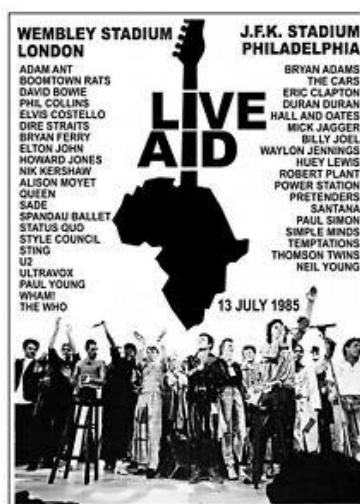 WEMBLEY STADIUM
LONDON
ADAM ANT
BOOMTOWN RATS
DAVID BOWIE
PHIL COLLINS
ELVIS COSTELLO
DIRE STRAITS
BRYAN FERRY
ELTON JOHN
HOWARD JONES
NIK KERSHAW
ALISON MOYET
QUEEN
SADE
SPANDAU BALLET
STATUS QUO
STYLE COUNCIL
STING
U2
ULTRAVOX
PAUL YOUNG
WHAM!
THE WHO
LIVE
AID
J.F.K. STADIUM
PHILADELPHIA
BRYAN ADAMS
THE CARS
ERIC CLAPTON
DURAN DURAN
HALL AND OATES
MICK JAGGER
BILLY JOEL
WAYLON JENNINGS
HUEY LEWIS
ROBERT PLANT
POWER STATION
PRETENDERS
SANTANA
PAUL SIMON
SIMPLE MINDS
TEMPTATIONS
THOMSON TWINS
NEIL YOUNG
13 JULY 1985